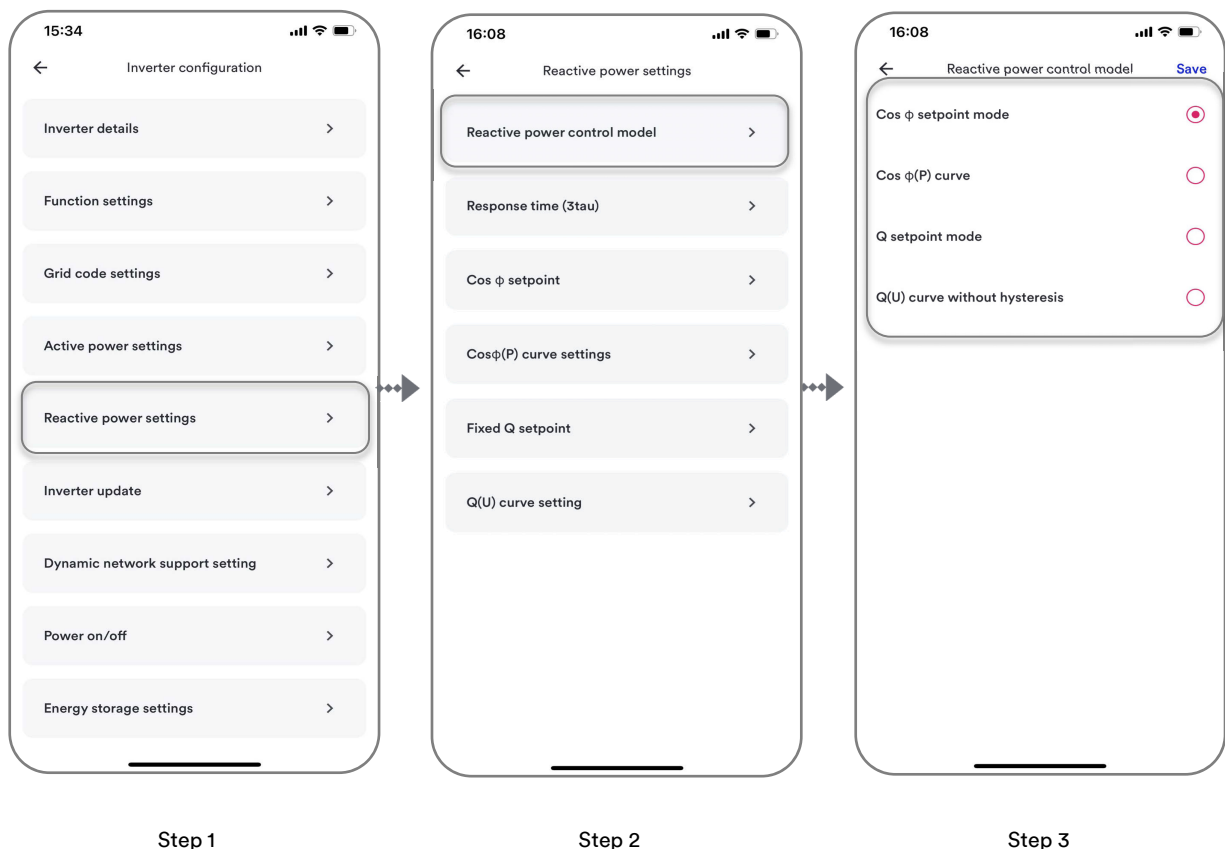 15:34
Inverter configuration
Inverter details
Function settings
Grid code settings
Active power settings
Reactive power settings
Inverter update
Dynamic network support setting
Power on/off
Energy storage settings
Step 1
16:08
Reactive power settings
Reactive power control model
Response time (3tau)
Cos φ setpoint
Cosφ(P) curve settings
Fixed Q setpoint
Q(U) curve setting
Step 2
16:08
Reactive power control model Save
Cos φ setpoint mode
Cos φ(P) curve
Q setpoint mode
Q(U) curve without hysteresis
Step 3